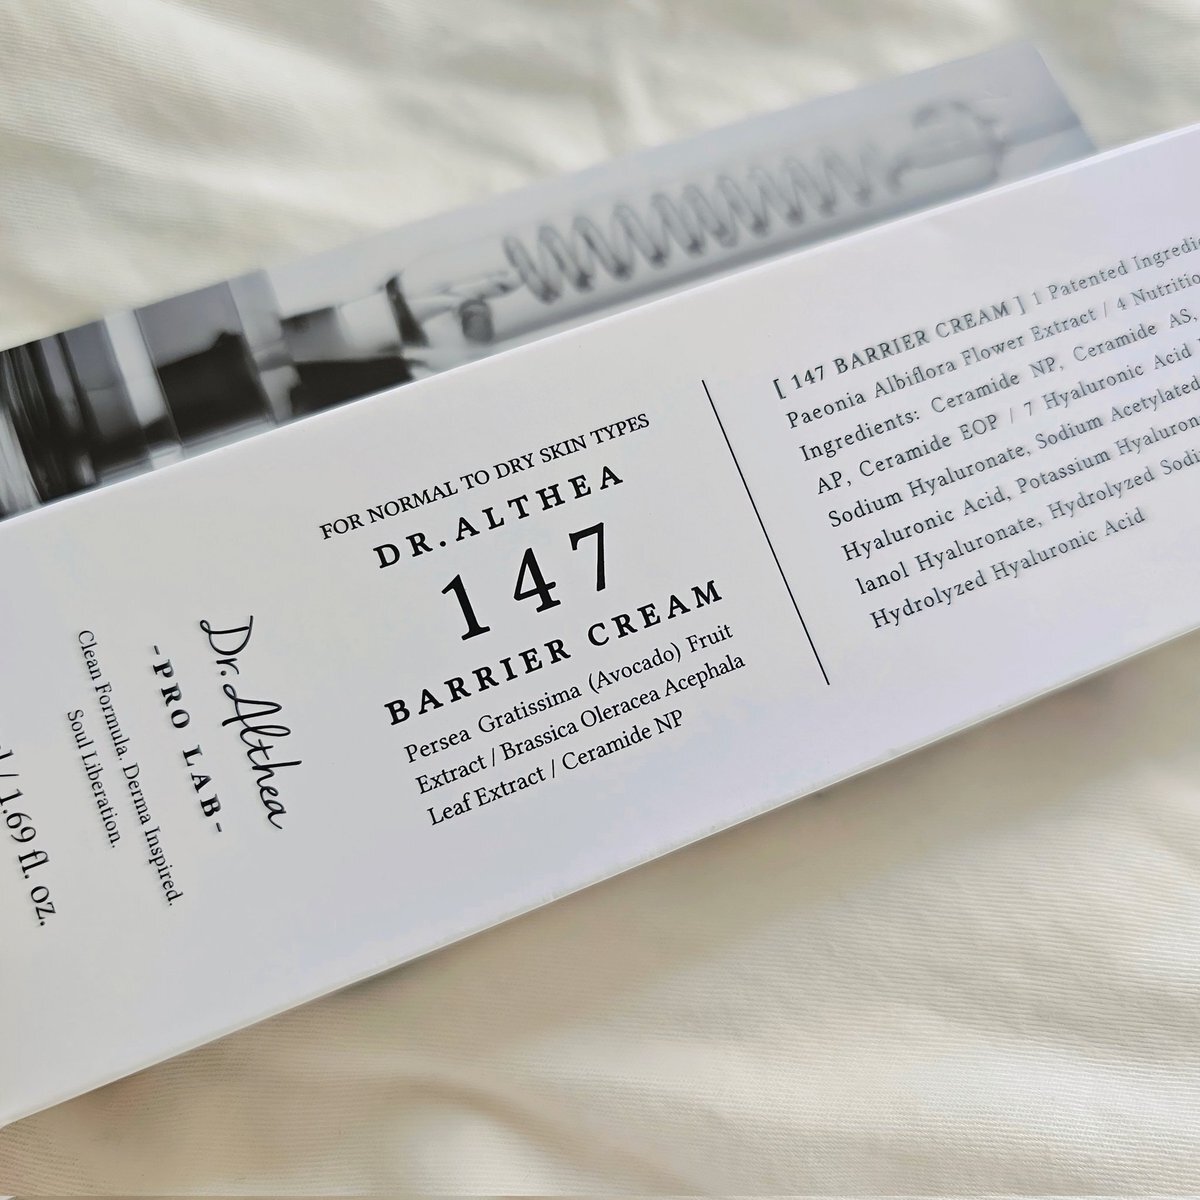 FOR NORMAL TO DRY SKIN TYPES
DR.ALTHEA
147
BARRIER CREAM
Persea Gratissima (Avocado) Fruit
Extract / Brassica Oleracea Acephala
Leaf Extract / Ceramide NP
[ 147 BARRIER CREAM ] 1 Patented
Paeonia Albiflora Flower Extract / 4
Ingredients: Ceramide NP, Ceramide AS,
AP, Ceramide EOP / 7 Hyaluronic Acid
Sodium Hyaluronate, Sodium Acetylated
Hyaluronic Acid, Potassium
lanol Hyaluronate, Hydrolyzed
Hydrolyzed Hyaluronic Acid
Dr.Althea
-PRO LAB-
Clean Formula, Derma Inspired.
Soul Liberation.
/ 1.69 fl. oz.